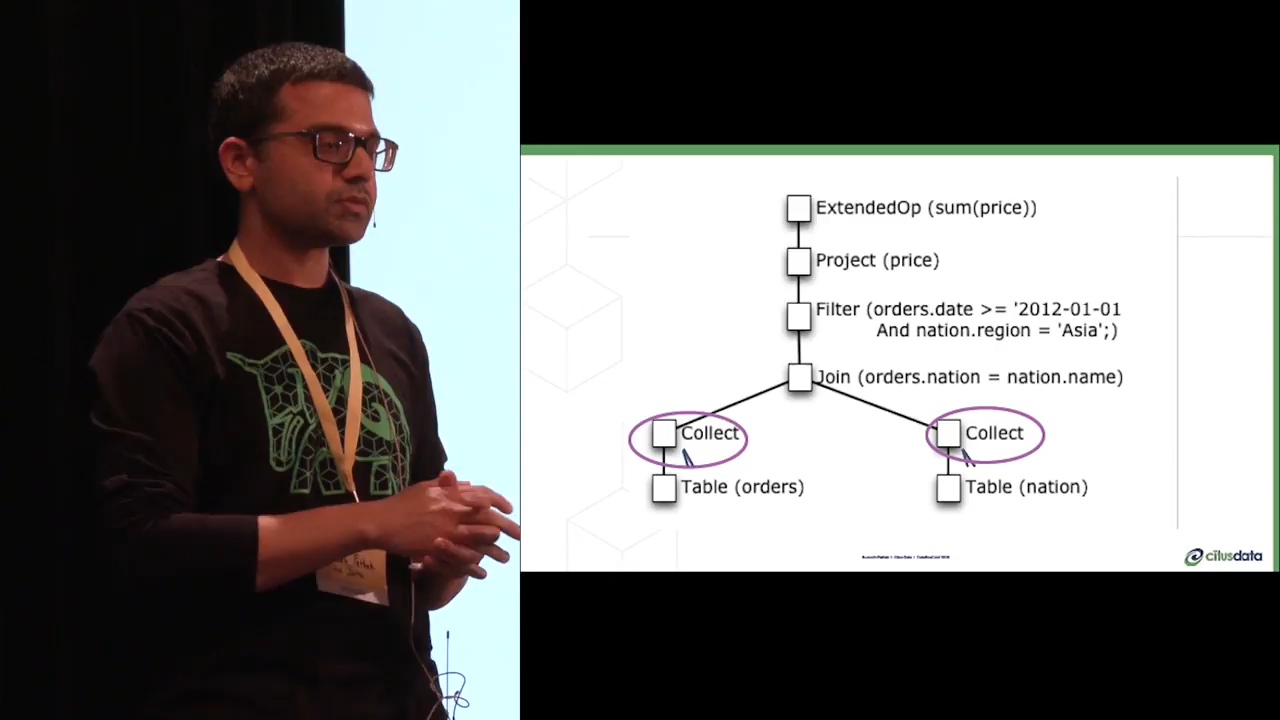 ExtendedOp (sum(price))
Project (price)
Filter (orders.date >= '2012-01-01
And nation.region = 'Asia';)
Join (orders.nation = nation.name)
Collect
Collect
Table (orders)
Table (nation)
citusdata